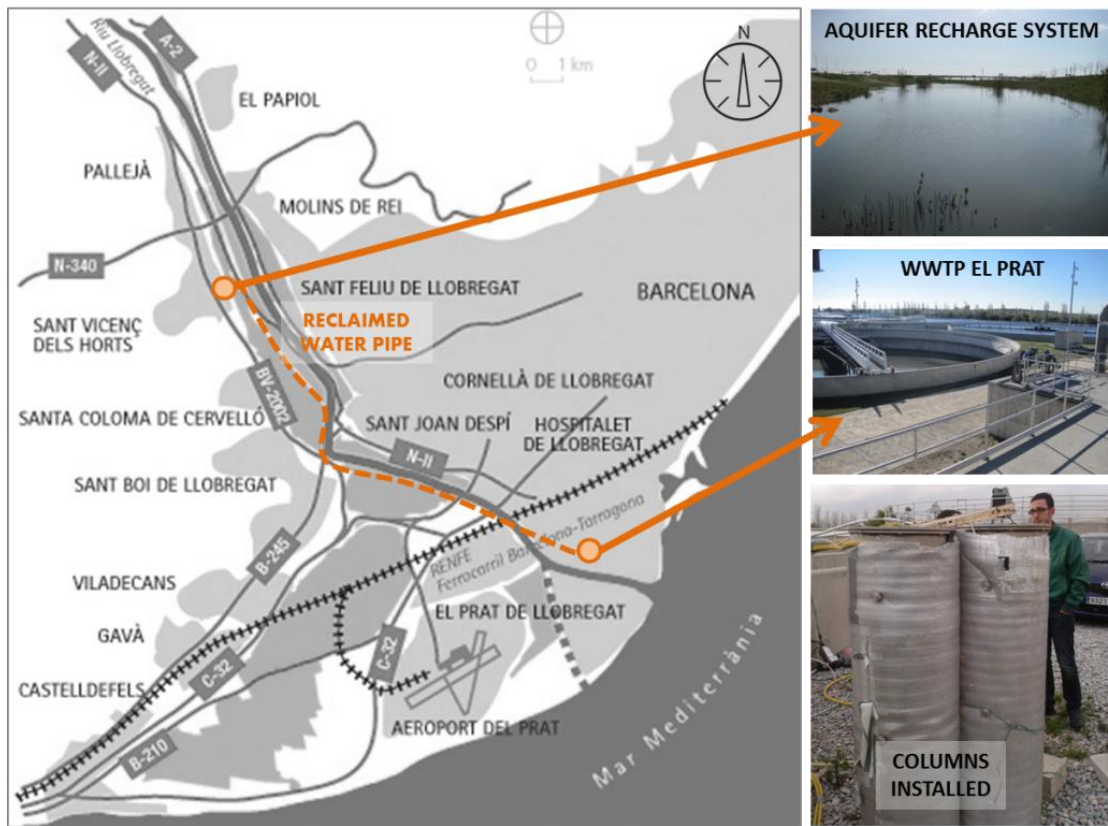 N
0 1 km
A-2
N-II
Riu Llobregat
EL PAPIOL
PALLEJÀ
MOLINS DE REI
N-340
SANT FELIU DE LLOBREGAT
BARCELONA
RECLAIMED
WATER PIPE
SANT VICENÇ
DELS HORTS
BV-2002
CORNELLÀ DE LLOBREGAT
SANTA COLOMA DE CERVELLÓ
SANT JOAN DESPÍ
HOSPITALET
DE LLOBREGAT
N-II
SANT BOI DE LLOBREGAT
B-245
RENFE
Ferrocarril Barcelona-Tarragona
VILADECANS
EL PRAT DE LLOBREGAT
GAVÀ
C-32
C-32
CASTELLDEFELS
AEROPORT DEL PRAT
B-210
Mar Mediterrània
AQUIFER RECHARGE SYSTEM
WWTP EL PRAT
COLUMNS
INSTALLED